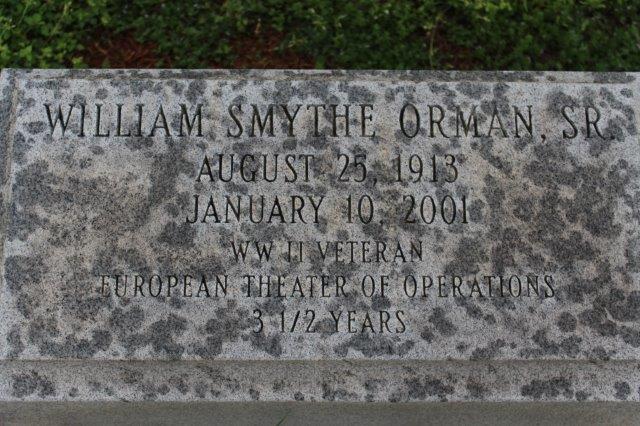 WILLIAM SMYTHE ORMAN, SR.
AUGUST 25, 1913
JANUARY 10, 2001
WW II VETERAN
EUROPEAN THEATER OF OPERATIONS
3 1/2 YEARS